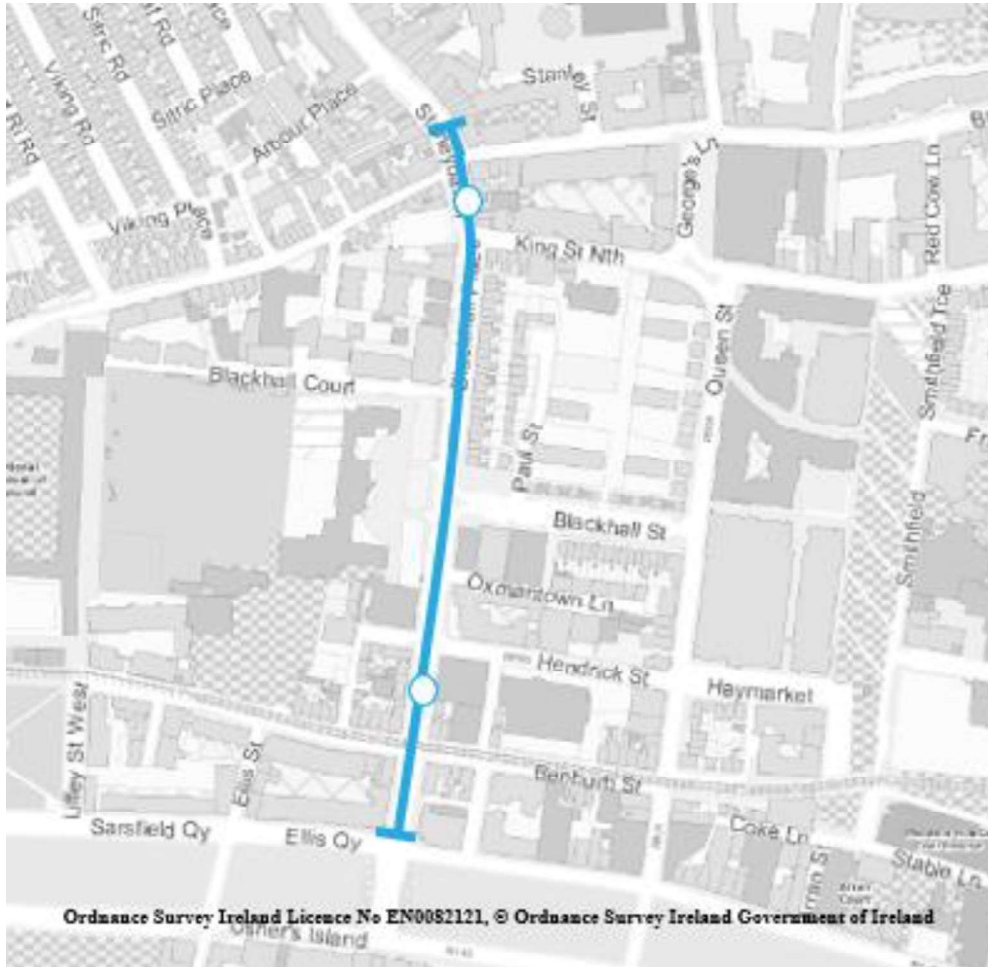 Sitric Rd
Viking Rd
Sitric Place
Arbour Place
Stanley St
Viking Place
George's Ln
Red Cow Ln
King St Nth
Queen St
Smithfield Tce
Blackhall Court
Paul St
Blackhall St
Smithfield
Oxmantown Ln
Hendrick St
Haymarket
Liffey St West
Ellis St
Benburb St
Sarsfield Qy
Ellis Qy
Coke Ln
Stable Ln
Ordnance Survey Ireland Licence No EN0082121, © Ordnance Survey Ireland Government of Ireland
Usher's Island